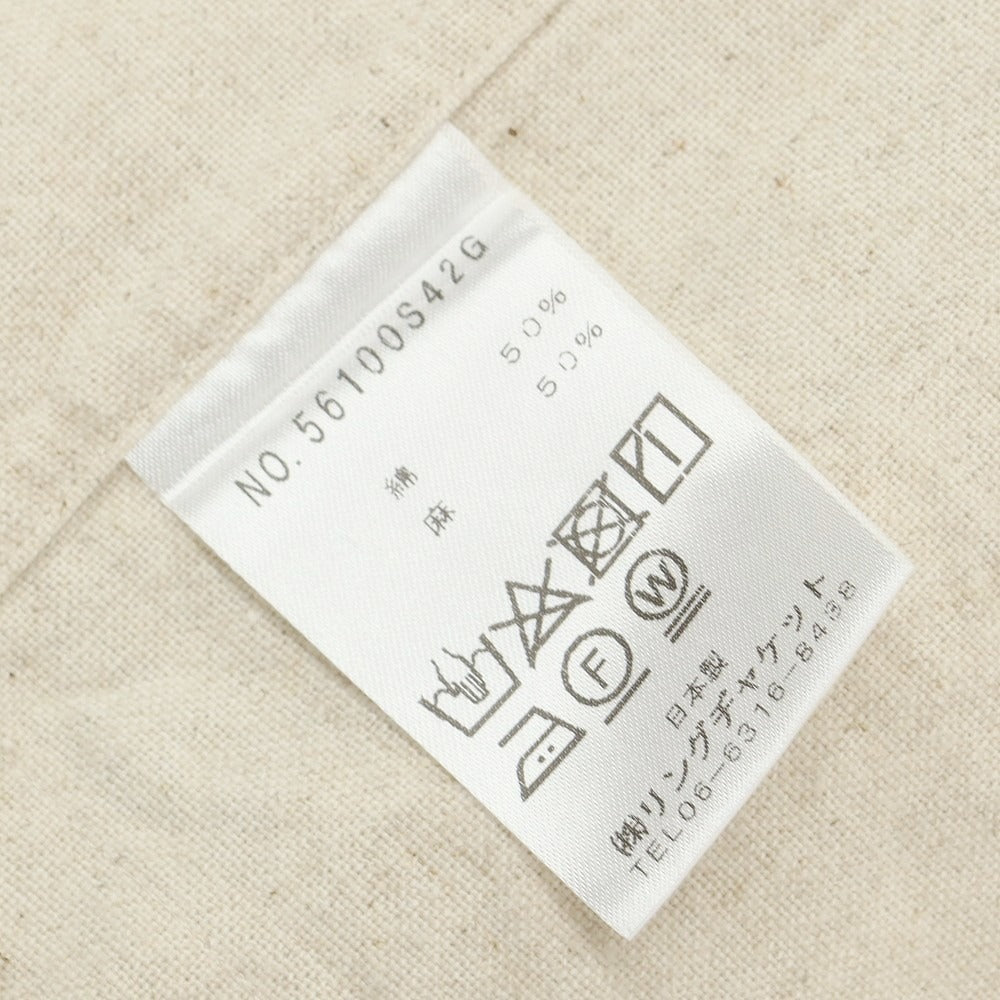 NO.56100S42G
綿 50%
麻 50%
F
W
日本製
㈱リングヂャケット
TEL06-6316-8438